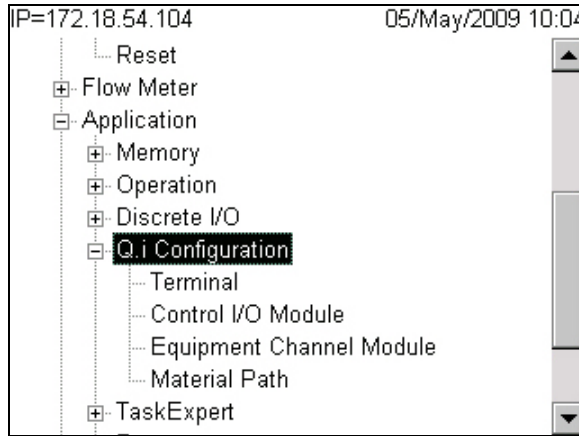 IP=172.18.54.104 05/May/2009 10:04
Reset
Flow Meter
Application
Memory
Operation
Discrete I/O
Q.i Configuration
Terminal
Control I/O Module
Equipment Channel Module
Material Path
TaskExpert